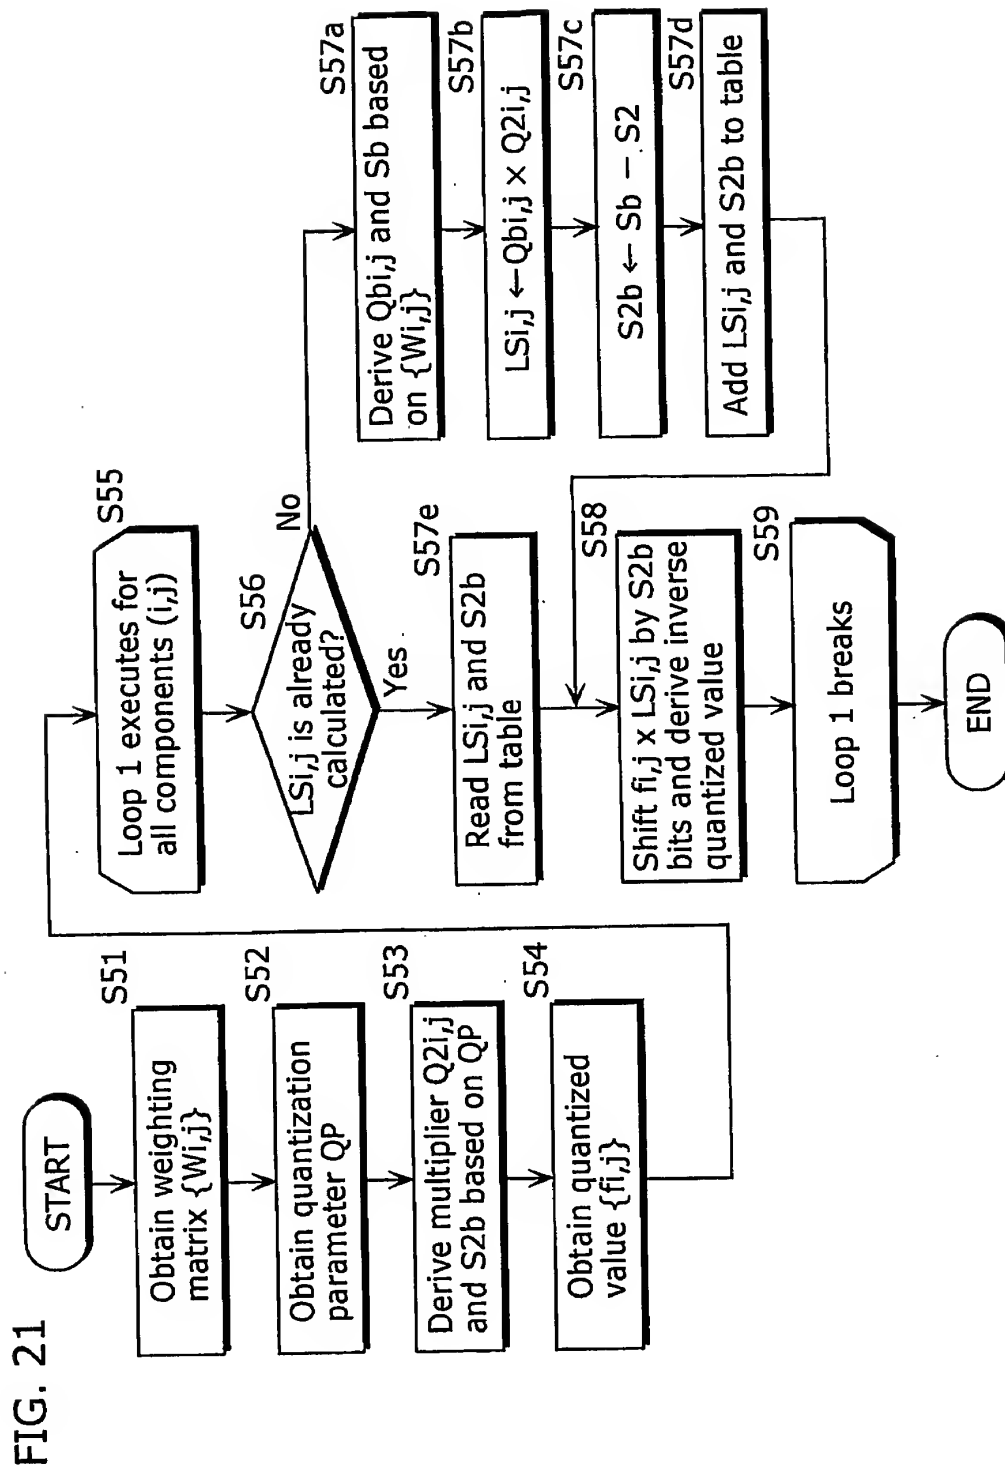 FIG. 21
START
S51
Obtain weighting
matrix {Wi,j}
S52
Obtain quantization
parameter QP
S53
Derive multiplier Q2i,j
and S2b based on QP
S54
Obtain quantized
value {fi,j}
S55
Loop 1 executes for
all components (i,j)
S56
LSi,j is already
calculated?
No
Yes
S57e
Read LSi,j and S2b
from table
S58
Shift fi,j x LSi,j by S2b
bits and derive inverse
quantized value
S59
Loop 1 breaks
END
S57a
Derive Qbi,j and Sb based
on {Wi,j}
S57b
LSi,j ←Qbi,j × Q2i,j
S57c
S2b ← Sb − S2
S57d
Add LSi,j and S2b to table